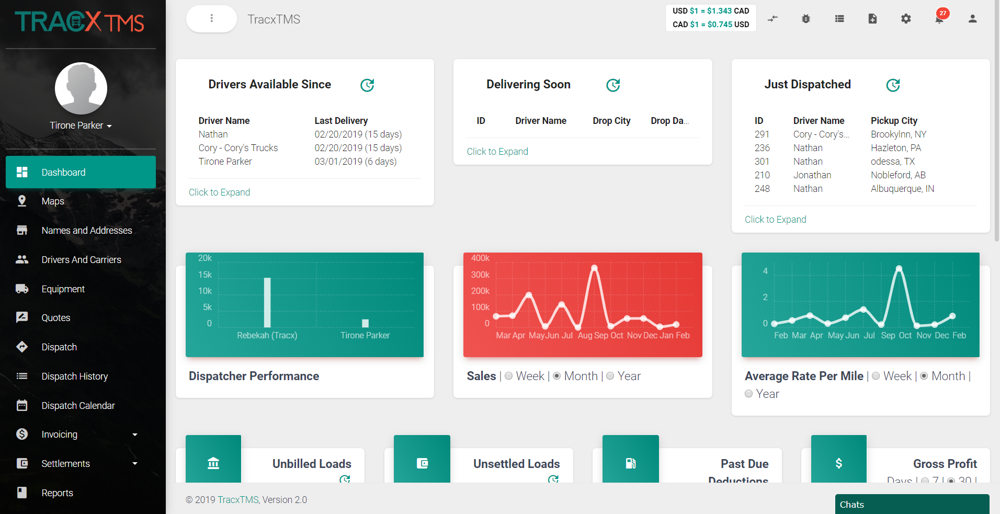 TRACX TMS
Tirone Parker
Dashboard
Maps
Names and Addresses
Drivers And Carriers
Equipment
Quotes
Dispatch
Dispatch History
Dispatch Calendar
Invoicing
Settlements
Reports
TracxTMS
USD $1 = $1.343 CAD
CAD $1 = $0.745 USD
27
Drivers Available Since
Driver Name Last Delivery
Nathan 02/20/2019 (15 days)
Cory - Cory's Trucks 02/20/2019 (15 days)
Tirone Parker 03/01/2019 (6 days)
Click to Expand
Delivering Soon
ID Driver Name Drop City Drop Da...
Click to Expand
Just Dispatched
ID Driver Name Pickup City
291 Cory - Cory's... Brookylnn, NY
236 Nathan Hazleton, PA
301 Nathan odessa, TX
210 Jonathan Nobleford, AB
248 Nathan Albuquerque, IN
Click to Expand
20k
15k
10k
5k
0
Rebekah (Tracx) Tirone Parker
Dispatcher Performance
400k
300k
200k
100k
0
Mar Apr May Jun Jul Aug Sep Oct Nov Dec Jan Feb
Sales | Week | Month | Year
4
2
0
Feb Mar Apr May Jun Jul Sep Oct Nov Dec Feb
Average Rate Per Mile | Week | Month |
Year
Unbilled Loads
Unsettled Loads
Past Due
Deductions
$
Gross Profit
Days | 7 | 30 |
© 2019 TracxTMS, Version 2.0
Chats